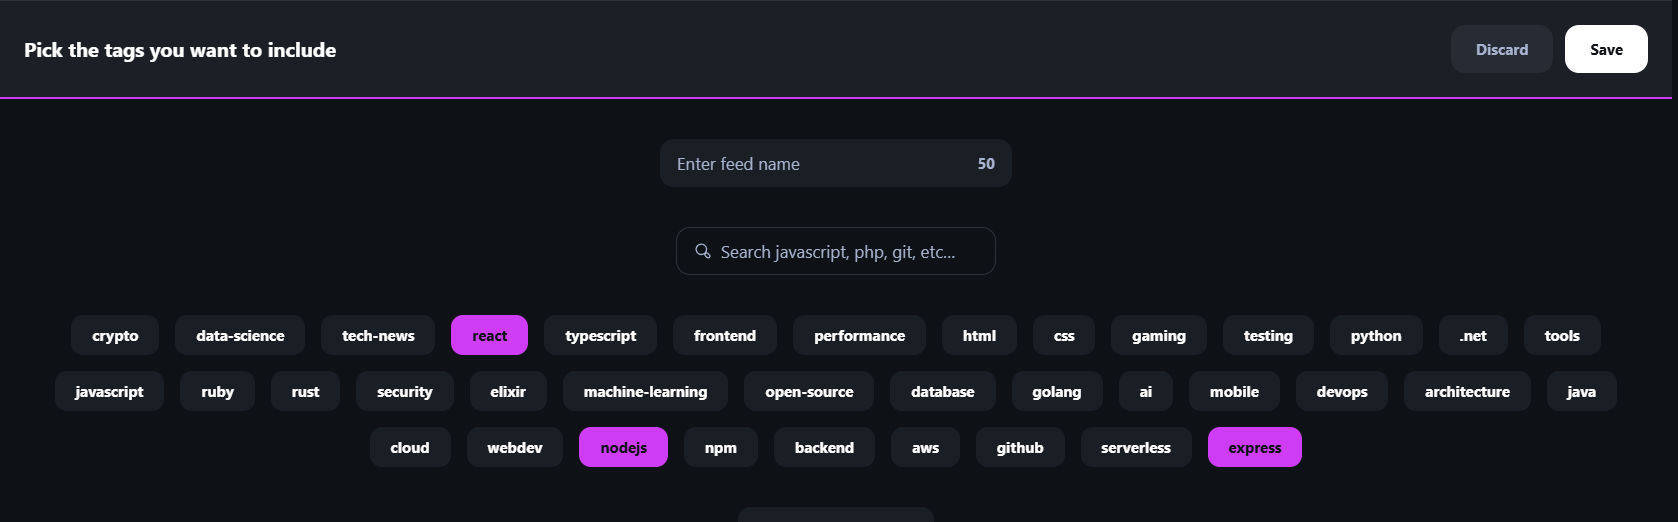 Pick the tags you want to include
Discard
Save
Enter feed name 50
Search javascript, php, git, etc...
crypto data-science tech-news react typescript frontend performance html css gaming testing python .net tools
javascript ruby rust security elixir machine-learning open-source database golang ai mobile devops architecture java
cloud webdev nodejs npm backend aws github serverless express